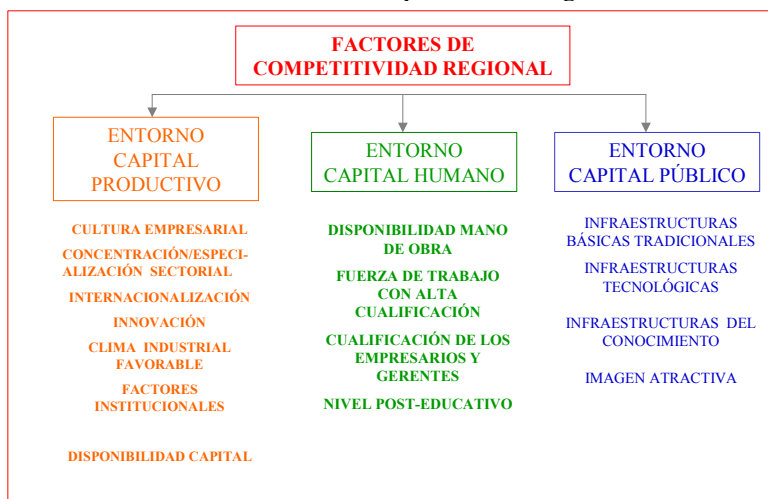 FACTORES DE
COMPETITIVIDAD REGIONAL
ENTORNO
CAPITAL
PRODUCTIVO
CULTURA EMPRESARIAL
CONCENTRACIÓN/ESPECI-
ALIZACIÓN SECTORIAL
INTERNACIONALIZACIÓN
INNOVACIÓN
CLIMA INDUSTRIAL
FAVORABLE
FACTORES
INSTITUCIONALES
DISPONIBILIDAD CAPITAL
ENTORNO
CAPITAL HUMANO
DISPONIBILIDAD MANO
DE OBRA
FUERZA DE TRABAJO
CON ALTA
CUALIFICACIÓN
CUALIFICACIÓN DE LOS
EMPRESARIOS Y
GERENTES
NIVEL POST-EDUCATIVO
ENTORNO
CAPITAL PÚBLICO
INFRAESTRUCTURAS
BÁSICAS TRADICIONALES
INFRAESTRUCTURAS
TECNOLÓGICAS
INFRAESTRUCTURAS DEL
CONOCIMIENTO
IMAGEN ATRACTIVA